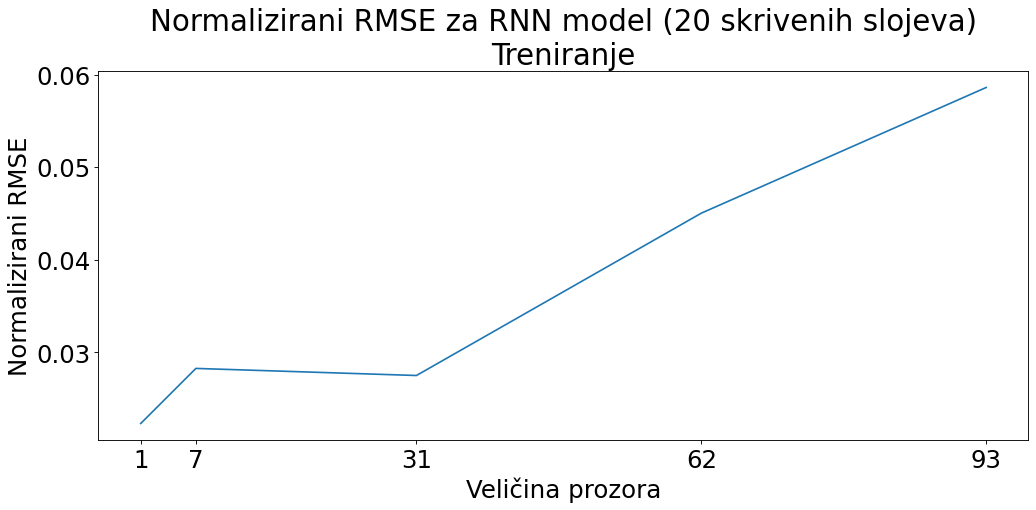 Normalizirani RMSE za RNN model (20 skrivenih slojeva)
Treniranje
Normalizirani RMSE
0.06
0.05
0.04
0.03
1 7 31 62 93
Veličina prozora